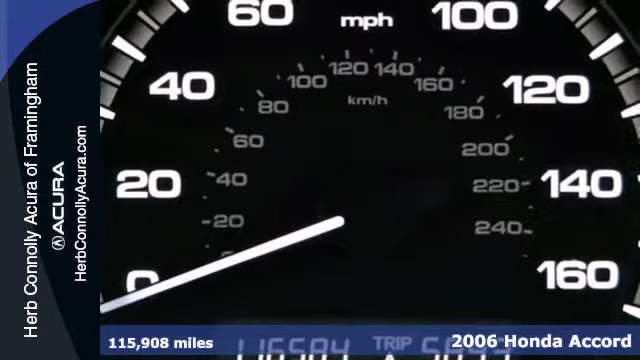 Herb Connolly Acura of Framingham
ACURA
HerbConnollyAcura.com
60 mph 100
40 120
20 140
0 160
120 140
100 160
km/h
80 180
60 200
40 220
20 240
TRIP
115,908 miles
2006 Honda Accord